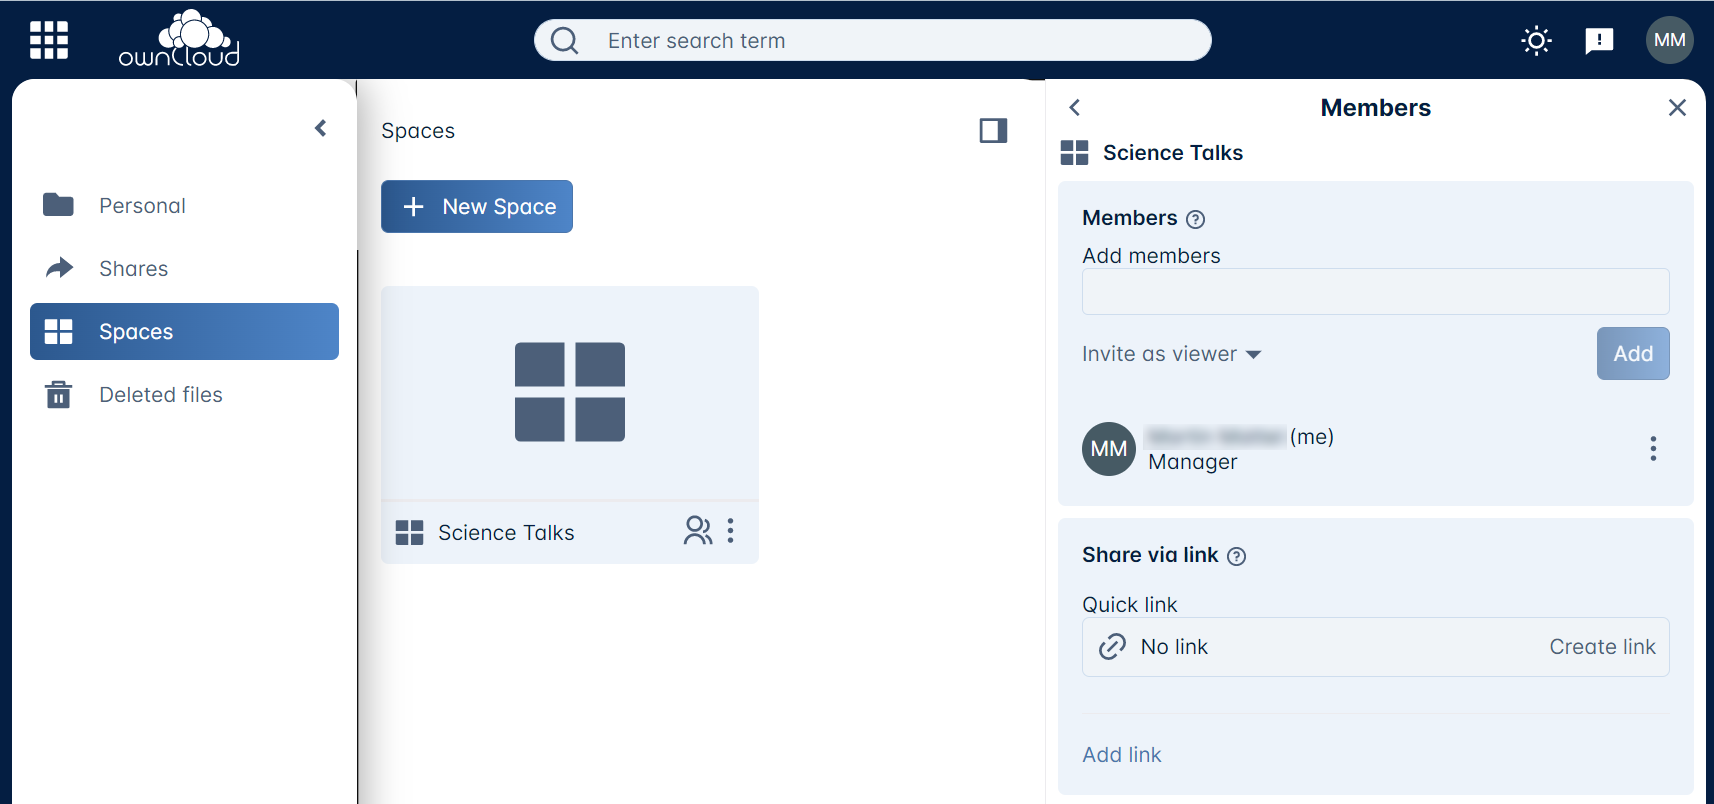 ownCloud
Enter search term
MM
Personal
Shares
Spaces
Deleted files
Spaces
New Space
Science Talks
Members
Science Talks
Members
Add members
Invite as viewer
Add
MM
(me)
Manager
Share via link
Quick link
No link
Create link
Add link